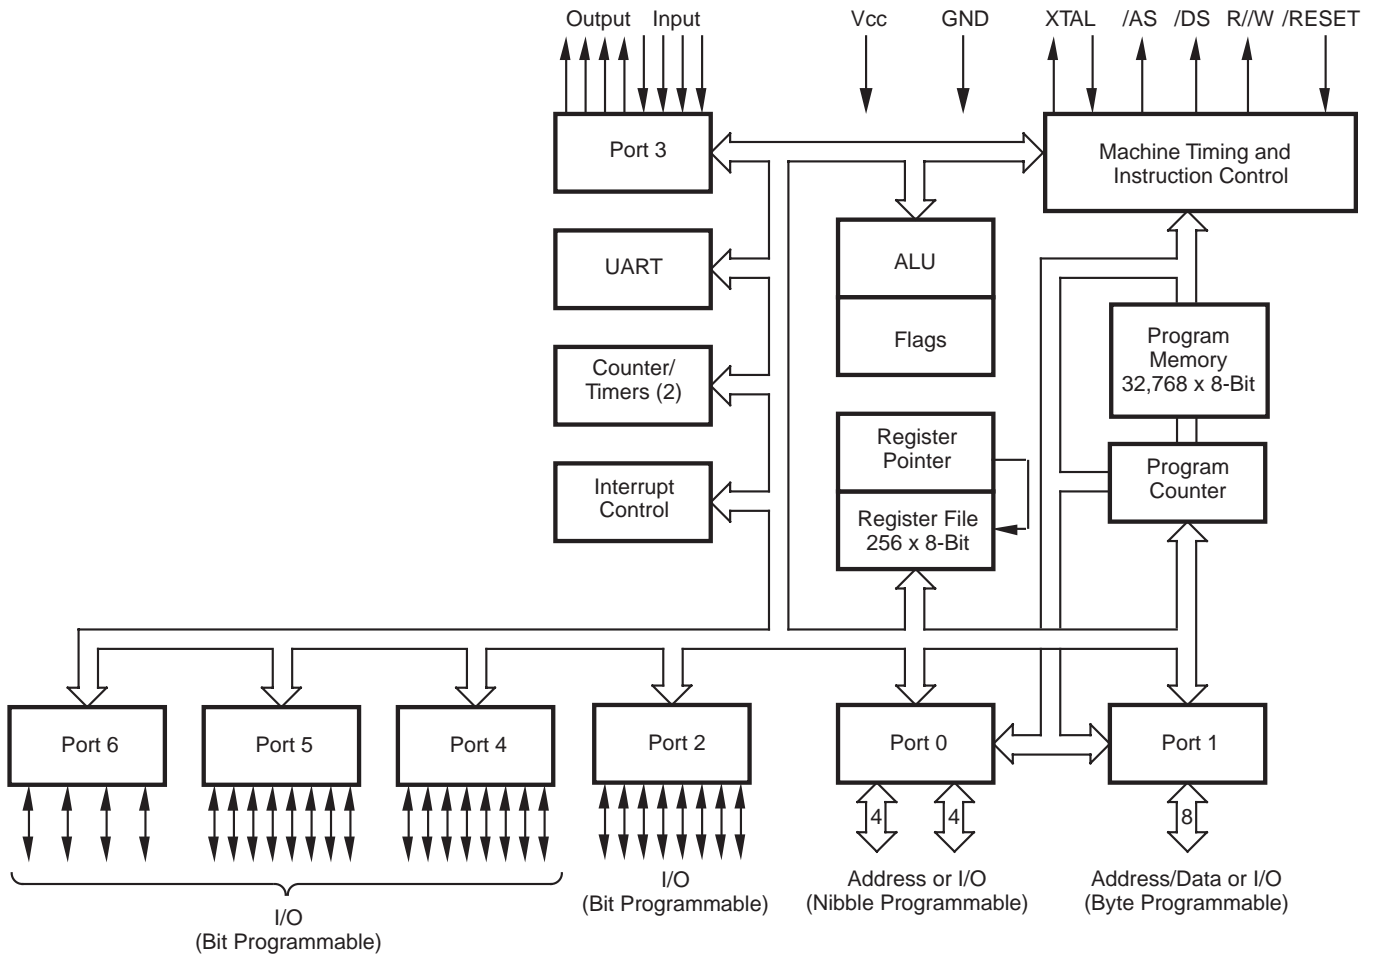 Output Input Vcc GND XTAL /AS /DS R//W /RESET
Port 3
Machine Timing and
Instruction Control
UART
ALU
Flags
Program
Memory
32,768 x 8-Bit
Counter/
Timers (2)
Register
Pointer
Program
Counter
Interrupt
Control
Register File
256 x 8-Bit
Port 6
Port 5
Port 4
Port 2
Port 0
Port 1
4
4
8
I/O
(Bit Programmable)
I/O
(Bit Programmable)
Address or I/O
(Nibble Programmable)
Address/Data or I/O
(Byte Programmable)